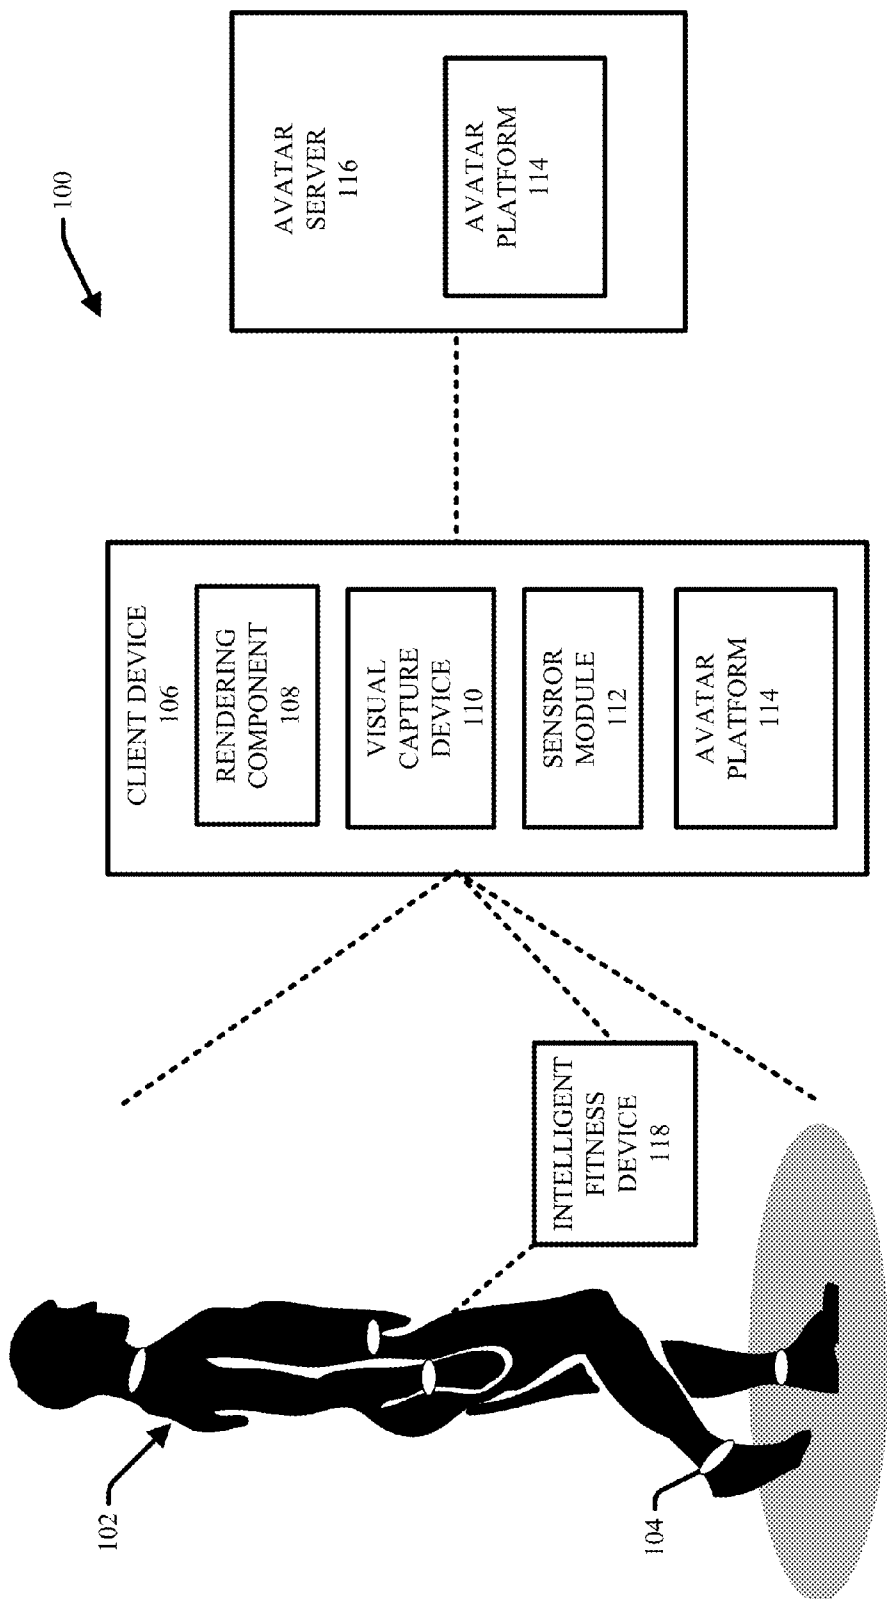 100
AVATAR
SERVER
116
AVATAR
PLATFORM
114
CLIENT DEVICE
106
RENDERING
COMPONENT
108
VISUAL
CAPTURE
DEVICE
110
SENSROR
MODULE
112
AVATAR
PLATFORM
114
INTELLIGENT
FITNESS
DEVICE
118
102
104